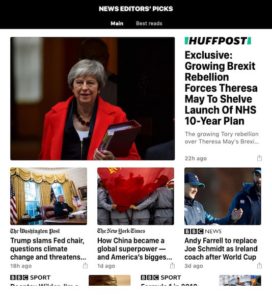 NEWS EDITORS' PICKS
Main Best reads
HUFFPOST
Exclusive:
Growing Brexit
Rebellion
Forces Theresa
May To Shelve
Launch Of NHS
10-Year Plan
The growing Tory rebellion
over Theresa May's Brexi...
22h ago
The Washington Post
Trump slams Fed chair,
questions climate
change and threatens...
18h ago
The New York Times
How China became a
global superpower —
and America's bigges...
1d ago
BBC NEWS
Andy Farrell to replace
Joe Schmidt as Ireland
coach after World Cup
3d ago
BBC SPORT
BBC SPORT